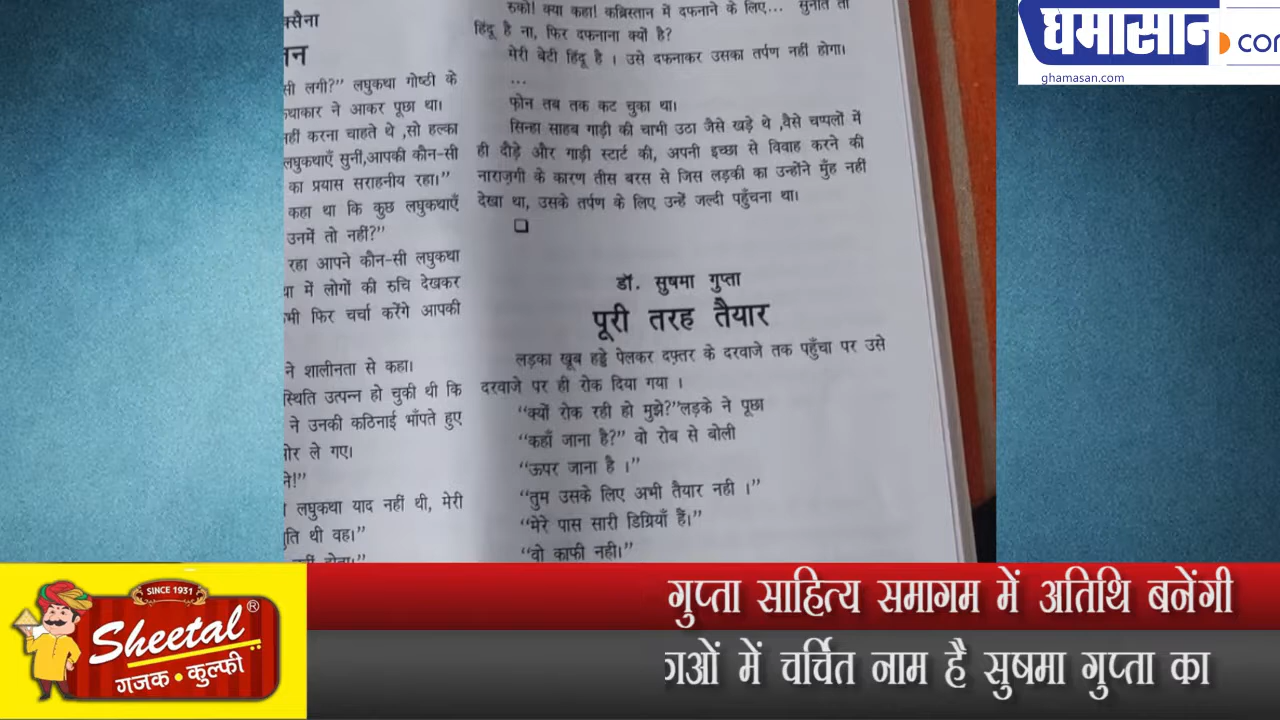 क्सैना
सी लगी?” लघुकथा गोष्ठी के
कथाकार ने आकर पूछा था।
नहीं करना चाहते थे ,सो हल्का
लघुकथाएँ सुनीं,आपकी कौन-सी
का प्रयास सराहनीय रहा।”
कहा था कि कुछ लघुकथाएँ
उनमें तो नहीं?”
रहा आपने कौन-सी लघुकथा
था में लोगों की रुचि देखकर
भी फिर चर्चा करेंगे आपकी
ने शालीनता से कहा।
स्थिति उत्पन्न हो चुकी थी कि
ने उनकी कठिनाई भाँपते हुए
ओर ले गए।
ने!”
लघुकथा याद नहीं थी, मेरी
थी वह।”
रुको! क्या कहा! कब्रिस्तान में दफनाने के लिए...
हिंदू है ना, फिर दफनाना क्यों है?
मेरी बेटी हिंदू है । उसे दफनाकर उसका तर्पण नहीं होगा।
...
फोन तब तक कट चुका था।
सिन्हा साहब गाड़ी की चाभी उठा जैसे खड़े थे ,वैसे चप्पलों में
ही दौड़े और गाड़ी स्टार्ट की, अपनी इच्छा से विवाह करने की
नाराज़गी के कारण तीस बरस से जिस लड़की का उन्होंने मुँह नहीं
देखा था, उसके तर्पण के लिए उन्हें जल्दी पहुँचना था।
डॉ. सुषमा गुप्ता
पूरी तरह तैयार
लड़का खूब हड्डे पेलकर दफ़्तर के दरवाजे तक पहुँचा पर उसे
दरवाजे पर ही रोक दिया गया ।
“क्यों रोक रही हो मुझे?”लड़के ने पूछा
“कहाँ जाना है?” वो रोब से बोली
“ऊपर जाना है ।”
“तुम उसके लिए अभी तैयार नही ।”
“मेरे पास सारी डिग्रियाँ हैं।”
“वो काफी नही।”
घमासान.com
ghamasan.com
SINCE 1931
Sheetal®
गजक • कुल्फी
गुप्ता साहित्य समागम में अतिथि बनेंगी
में चर्चित नाम है सुषमा गुप्ता का